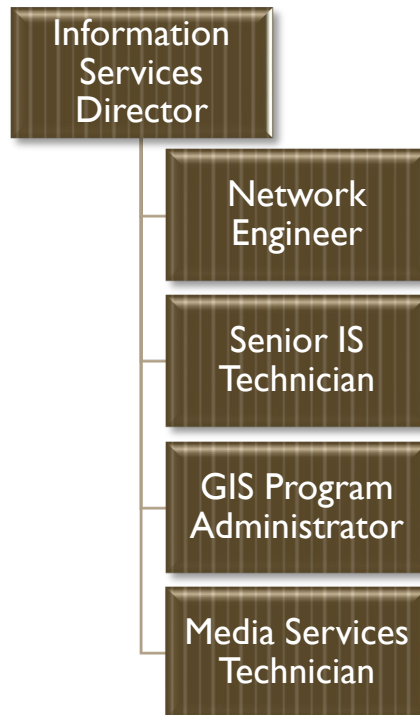 Information
Services
Director
Network
Engineer
Senior IS
Technician
GIS Program
Administrator
Media Services
Technician